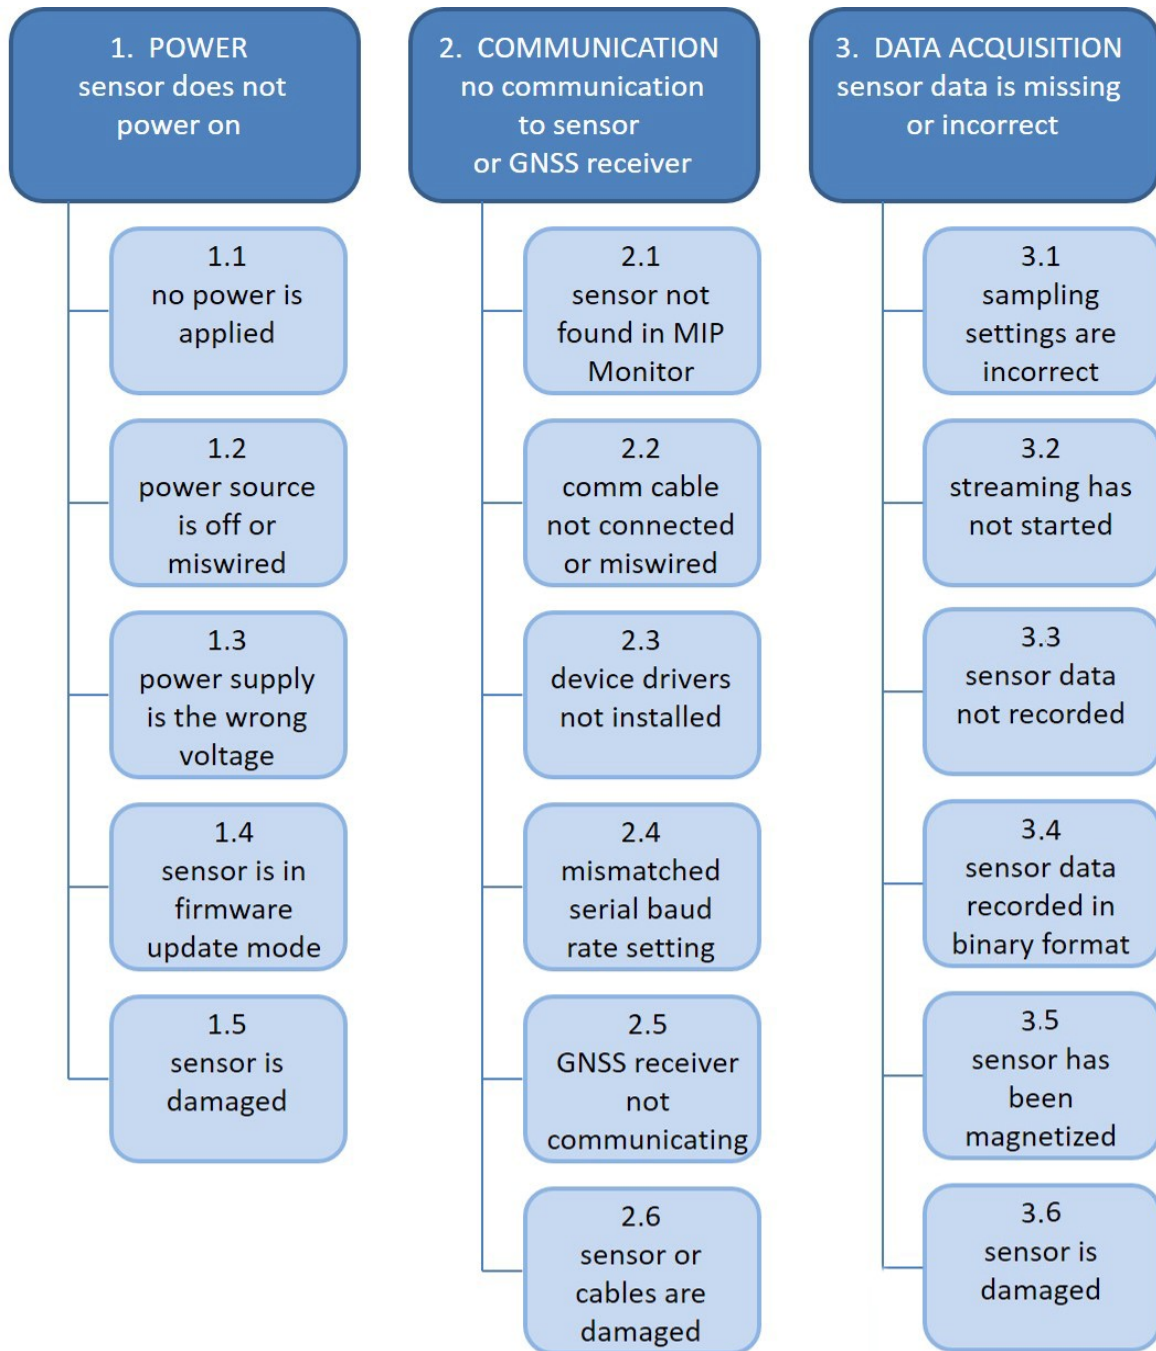 1. POWER
sensor does not
power on
1.1
no power is
applied
1.2
power source
is off or
miswired
1.3
power supply
is the wrong
voltage
1.4
sensor is in
firmware
update mode
1.5
sensor is
damaged
2. COMMUNICATION
no communication
to sensor
or GNSS receiver
2.1
sensor not
found in MIP
Monitor
2.2
comm cable
not connected
or miswired
2.3
device drivers
not installed
2.4
mismatched
serial baud
rate setting
2.5
GNSS receiver
not
communicating
2.6
sensor or
cables are
damaged
3. DATA ACQUISITION
sensor data is missing
or incorrect
3.1
sampling
settings are
incorrect
3.2
streaming has
not started
3.3
sensor data
not recorded
3.4
sensor data
recorded in
binary format
3.5
sensor has
been
magnetized
3.6
sensor is
damaged